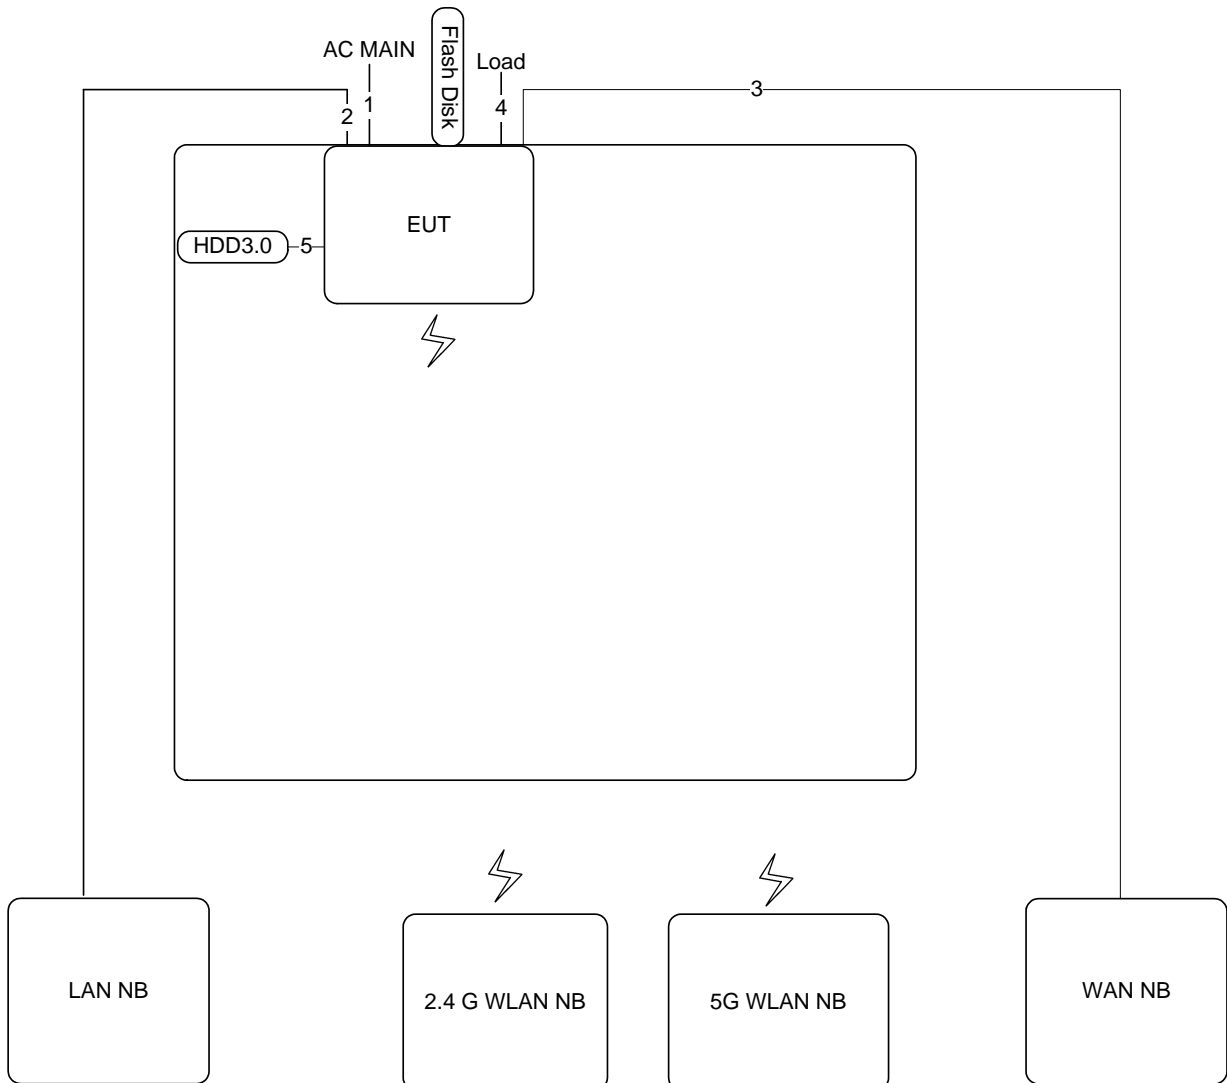 AC MAIN
Flash Disk
Load
3
2
1
4
EUT
HDD3.0
5
LAN NB
2.4 G WLAN NB
5G WLAN NB
WAN NB